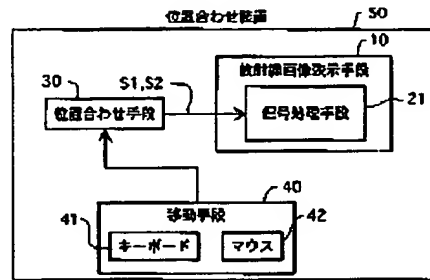 位置合わせ装置
50
10
放射線画像表示手段
30
S1,S2
位置合わせ手段
信号処理手段
21
40
移動手段
41
42
キーボード
マウス